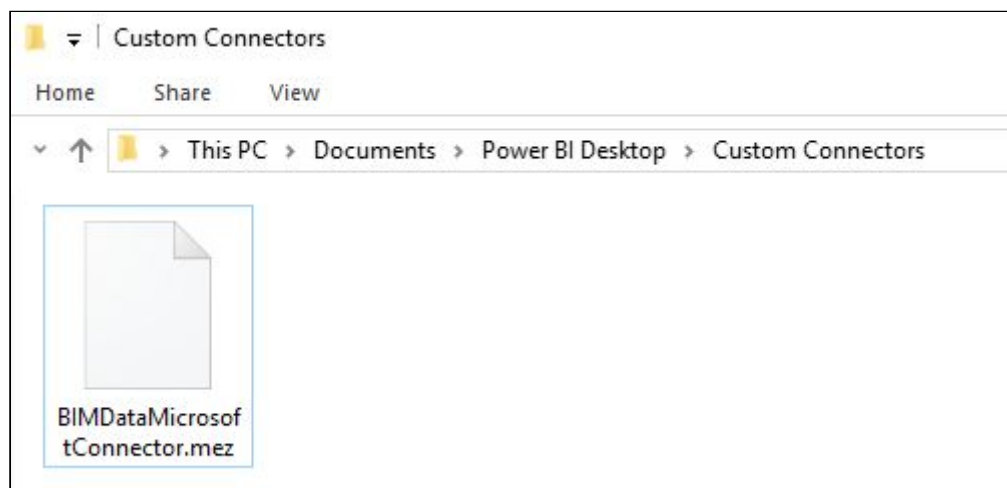 Custom Connectors
Home Share View
This PC > Documents > Power BI Desktop > Custom Connectors
BIMDataMicrosof
tConnector.mez